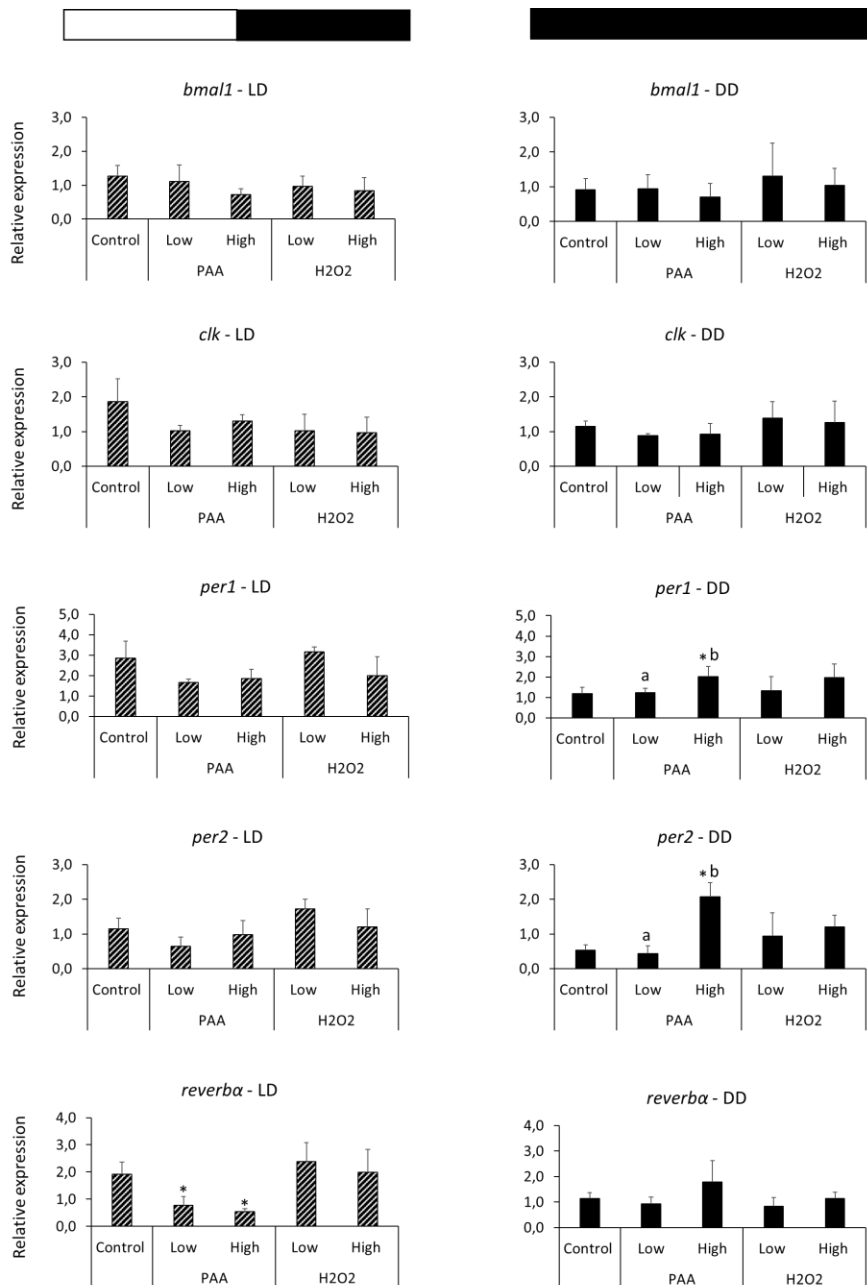 bmal1 - LD
Relative expression
3,0
2,0
1,0
0,0
Control Low High Low High
PAA H2O2
bmal1 - DD
3,0
2,0
1,0
0,0
Control Low High Low High
PAA H2O2
clk - LD
Relative expression
3,0
2,0
1,0
0,0
Control Low High Low High
PAA H2O2
clk - DD
3,0
2,0
1,0
0,0
Control Low High Low High
PAA H2O2
per1 - LD
Relative expression
5,0
4,0
3,0
2,0
1,0
0,0
Control Low High Low High
PAA H2O2
per1 - DD
5,0
4,0
3,0
2,0
1,0
0,0
a
* b
Control Low High Low High
PAA H2O2
per2 - LD
Relative expression
3,0
2,0
1,0
0,0
Control Low High Low High
PAA H2O2
per2 - DD
3,0
2,0
1,0
0,0
a
* b
Control Low High Low High
PAA H2O2
reverbα - LD
Relative expression
4,0
3,0
2,0
1,0
0,0
*
*
Control Low High Low High
PAA H2O2
reverbα - DD
4,0
3,0
2,0
1,0
0,0
Control Low High Low High
PAA H2O2